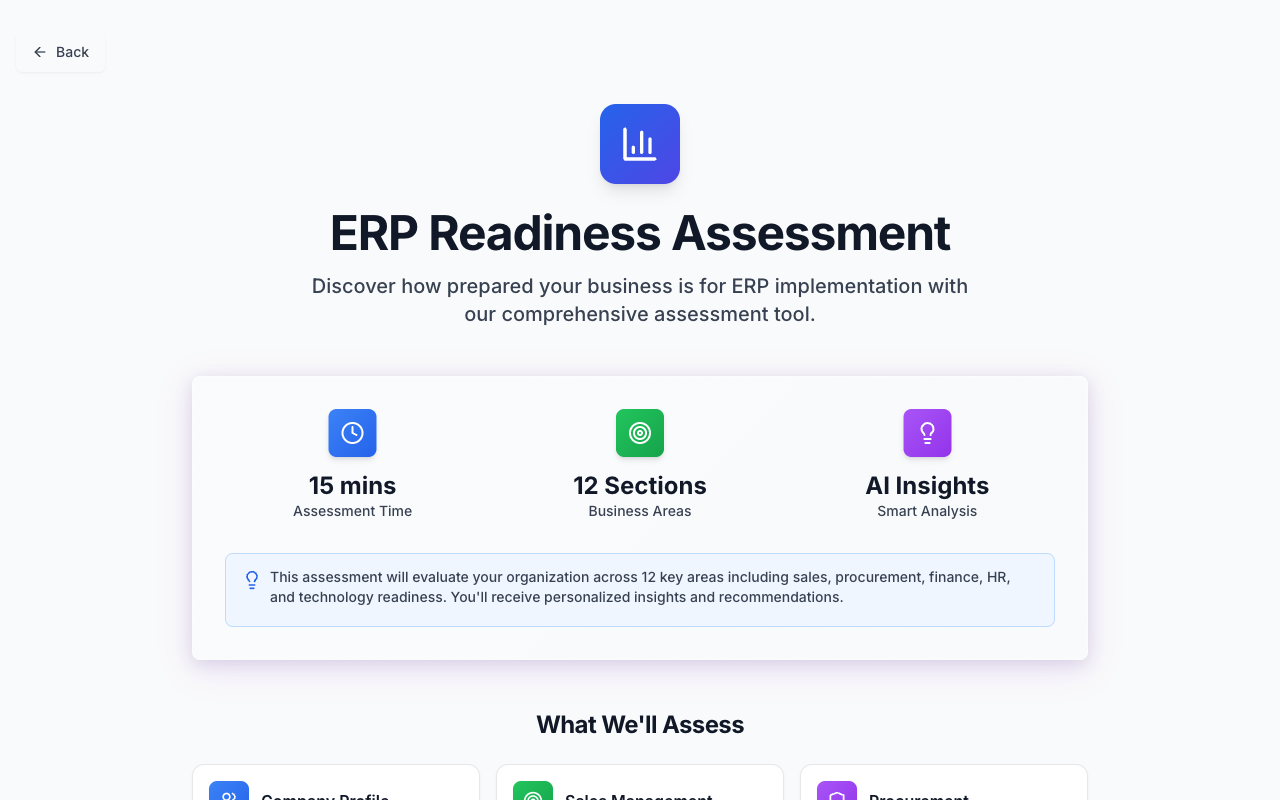 Back
ERP Readiness Assessment
Discover how prepared your business is for ERP implementation with
our comprehensive assessment tool.
15 mins
Assessment Time
12 Sections
Business Areas
AI Insights
Smart Analysis
This assessment will evaluate your organization across 12 key areas including sales, procurement, finance, HR,
and technology readiness. You'll receive personalized insights and recommendations.
What We'll Assess
Company Profile
Sales Management
Procurement